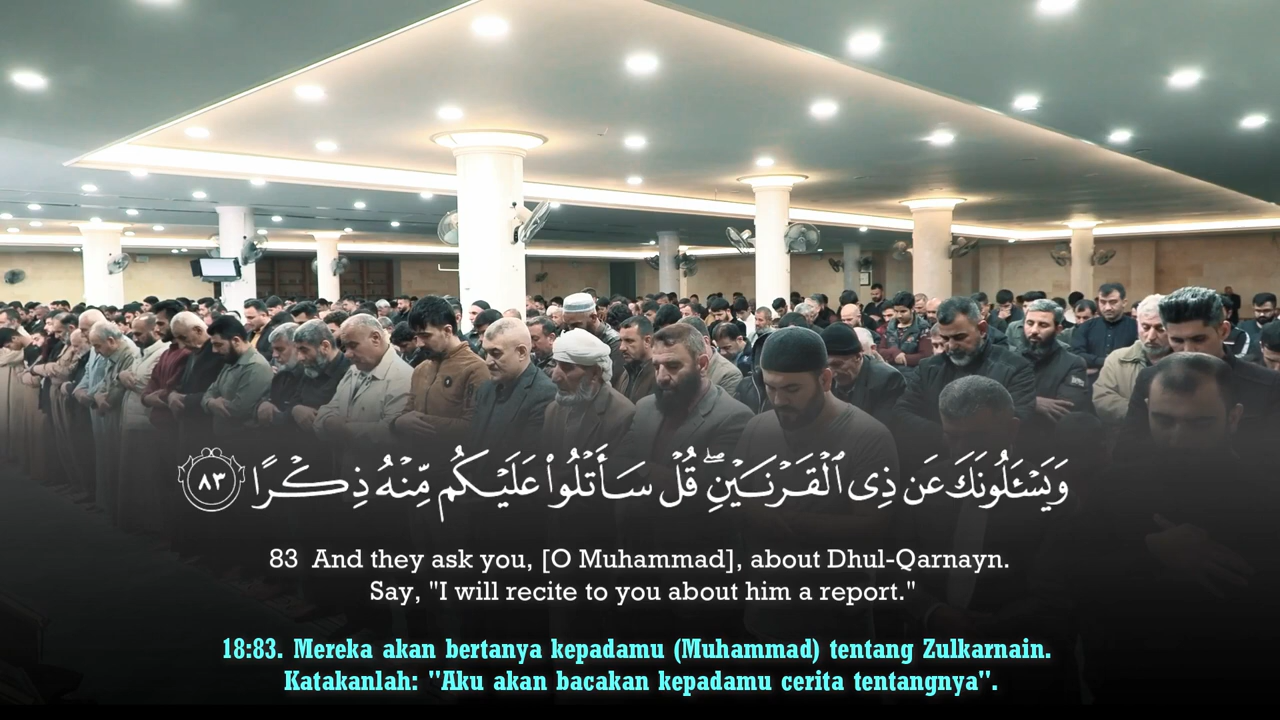 وَيَسْـَٔلُونَكَ عَن ذِى ٱلْقَرْنَيْنِ ۖ قُلْ سَأَتْلُوا۟ عَلَيْكُم مِّنْهُ ذِكْرًا ٨٣
83 And they ask you, [O Muhammad], about Dhul-Qarnayn.
Say, "I will recite to you about him a report."
18:83. Mereka akan bertanya kepadamu (Muhammad) tentang Zulkarnain.
Katakanlah: "Aku akan bacakan kepadamu cerita tentangnya".